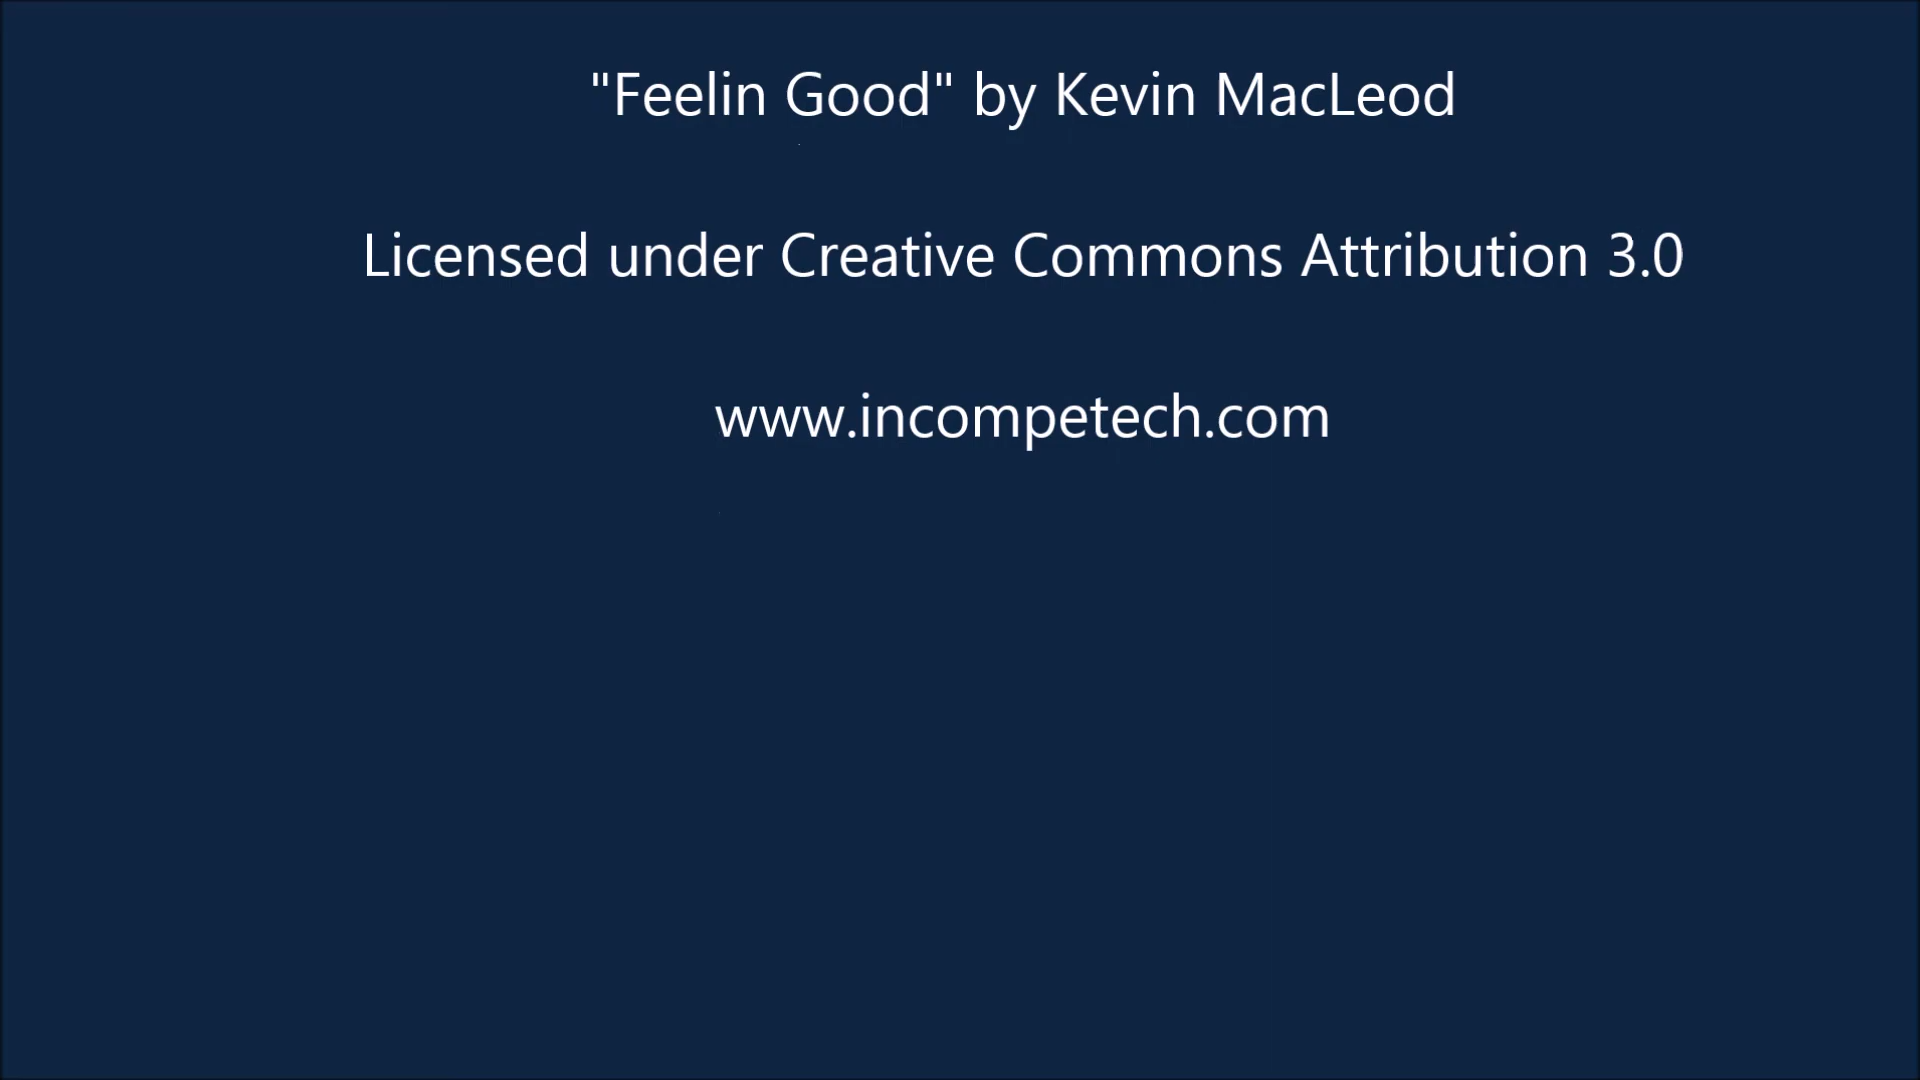 "Feelin Good" by Kevin MacLeod
Licensed under Creative Commons Attribution 3.0
www.incompetech.com